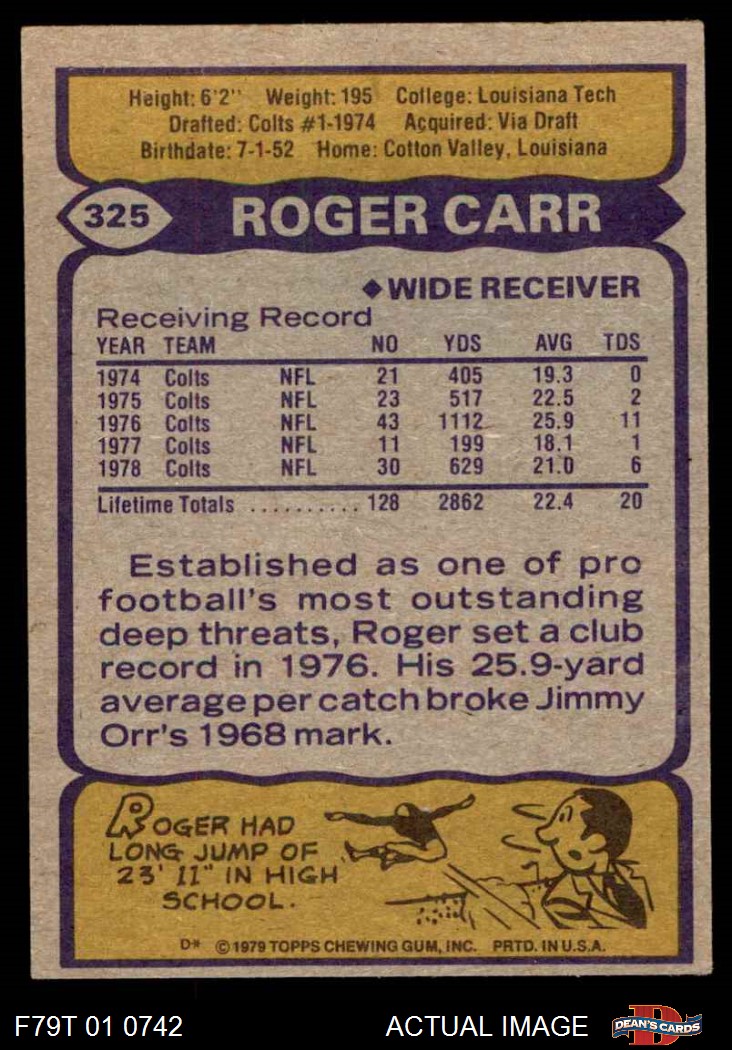 Height: 6'2" Weight: 195 College: Louisiana Tech
Drafted: Colts #1-1974 Acquired: Via Draft
Birthdate: 7-1-52 Home: Cotton Valley, Louisiana
325 ROGER CARR
◆WIDE RECEIVER
Receiving Record
YEAR TEAM NO YDS AVG TDS
1974 Colts NFL 21 405 19.3 0
1975 Colts NFL 23 517 22.5 2
1976 Colts NFL 43 1112 25.9 11
1977 Colts NFL 11 199 18.1 1
1978 Colts NFL 30 629 21.0 6
Lifetime Totals .......... 128 2862 22.4 20
Established as one of pro
football's most outstanding
deep threats, Roger set a club
record in 1976. His 25.9-yard
average per catch broke Jimmy
Orr's 1968 mark.
ROGER HAD
LONG JUMP OF
23' 11" IN HIGH
SCHOOL.
D* © 1979 TOPPS CHEWING GUM, INC. PRTD. IN U.S.A.
F79T 01 0742 ACTUAL IMAGE D DEAN'S CARDS